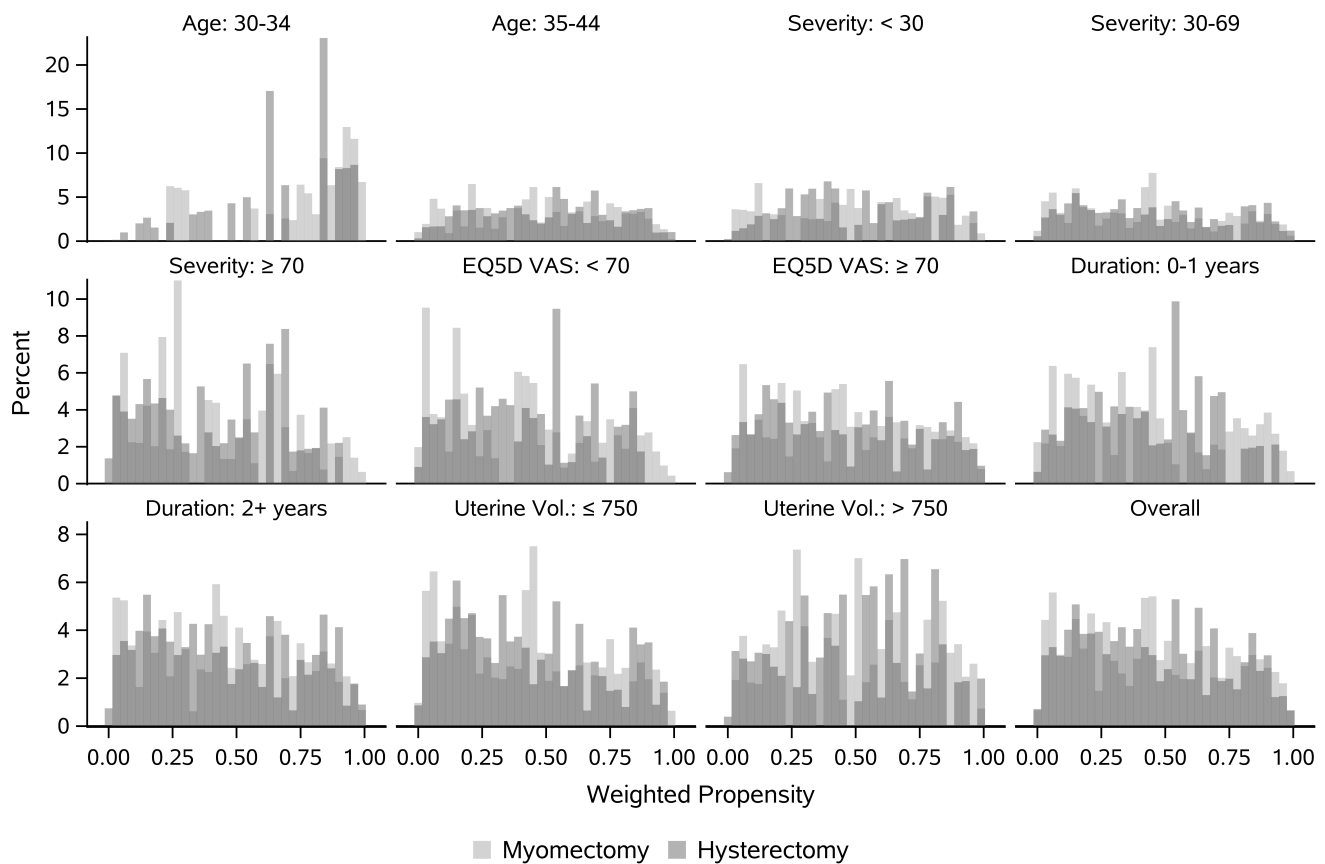 Age: 30-34 Age: 35-44 Severity: < 30 Severity: 30-69
20
15
10
5
0
Severity: ≥ 70 EQ5D VAS: < 70 EQ5D VAS: ≥ 70 Duration: 0-1 years
10
8
6
4
2
0
Percent
Duration: 2+ years Uterine Vol.: ≤ 750 Uterine Vol.: > 750 Overall
8
6
4
2
0
0.00 0.25 0.50 0.75 1.00 0.00 0.25 0.50 0.75 1.00 0.00 0.25 0.50 0.75 1.00 0.00 0.25 0.50 0.75 1.00
Weighted Propensity
Myomectomy Hysterectomy